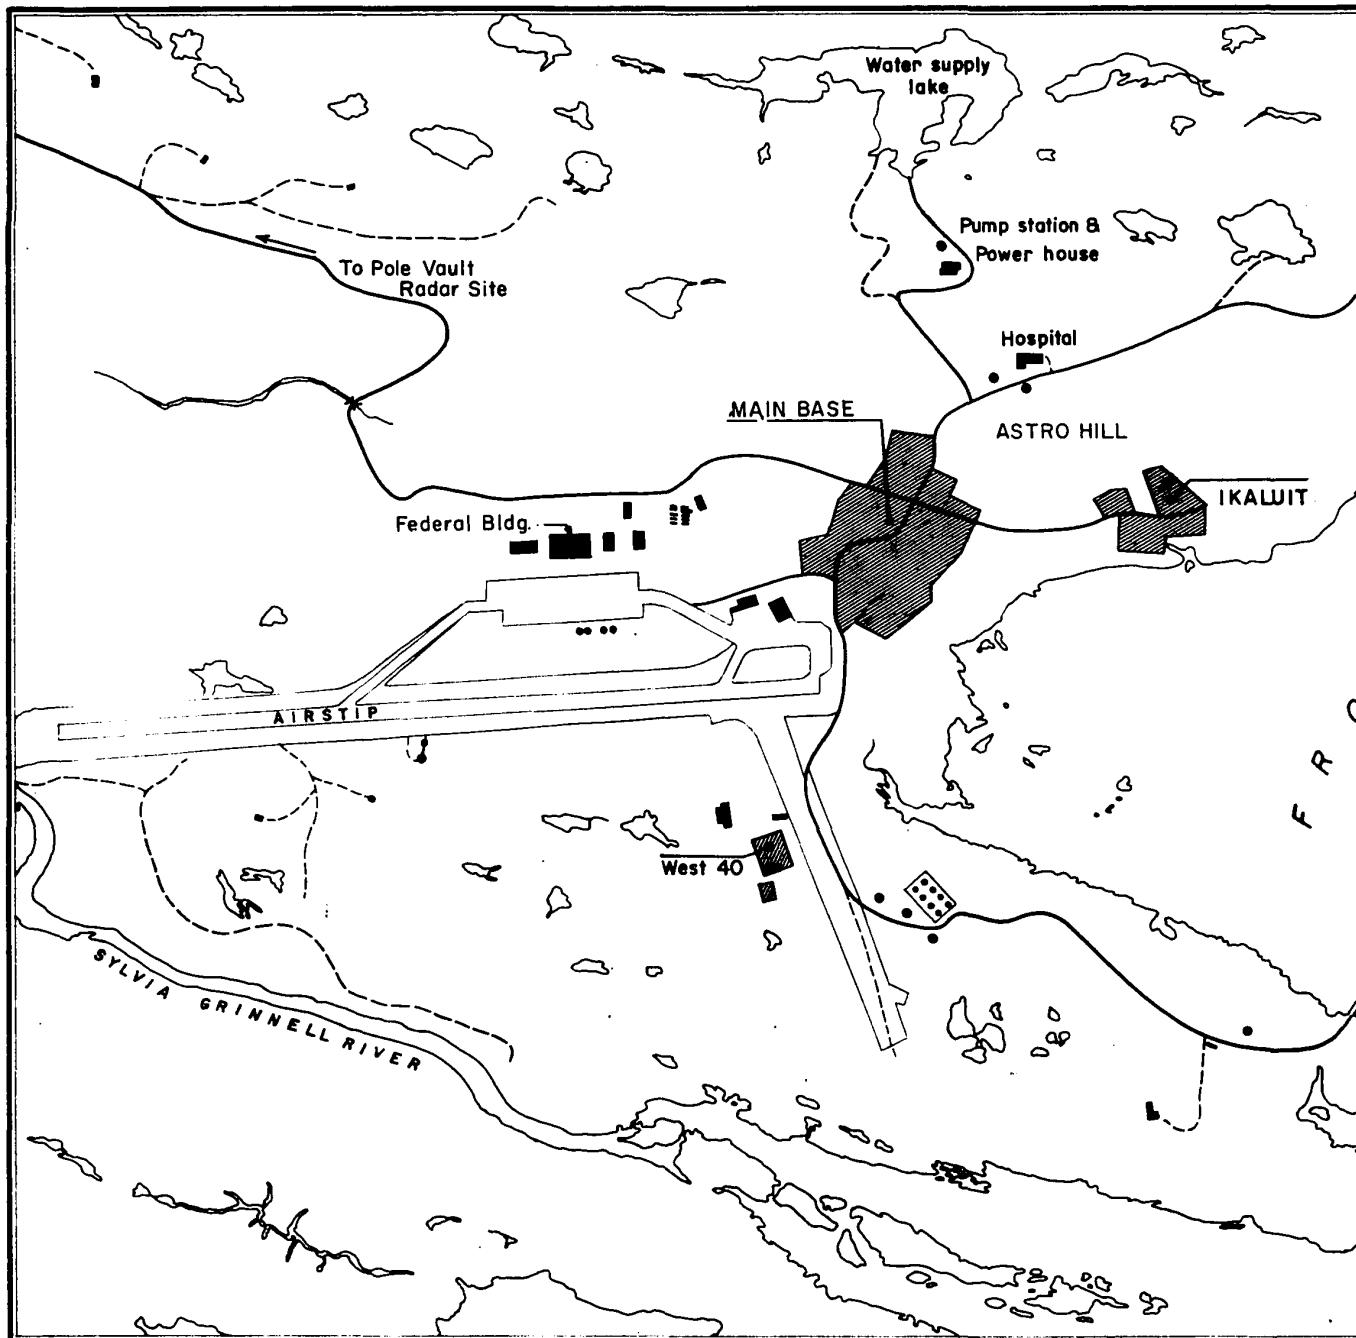 Water supply
lake
Pump station &
Power house
To Pole Vault
Radar Site
Hospital
MAIN BASE
ASTRO HILL
IKALUIT
Federal Bldg.
AIRSTIP
F R O
West 40
SYLVIA GRINNELL RIVER